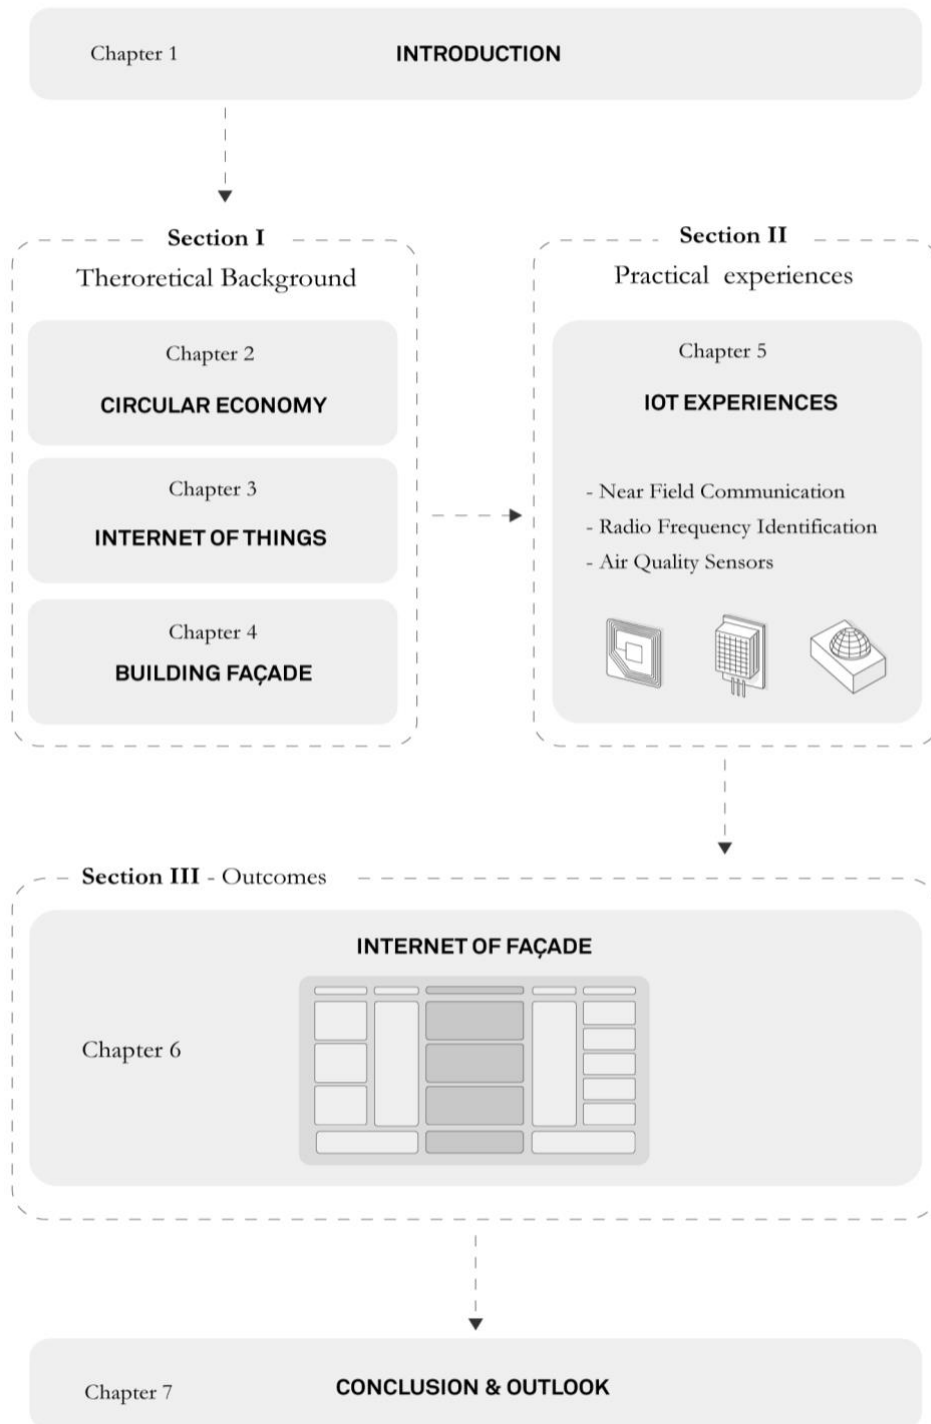 Chapter 1
INTRODUCTION
Section I
Theroretical Background
Chapter 2
CIRCULAR ECONOMY
Chapter 3
INTERNET OF THINGS
Chapter 4
BUILDING FAÇADE
Section II
Practical experiences
Chapter 5
IOT EXPERIENCES
- Near Field Communication
- Radio Frequency Identification
- Air Quality Sensors
Section III - Outcomes
INTERNET OF FAÇADE
Chapter 6
Chapter 7
CONCLUSION & OUTLOOK